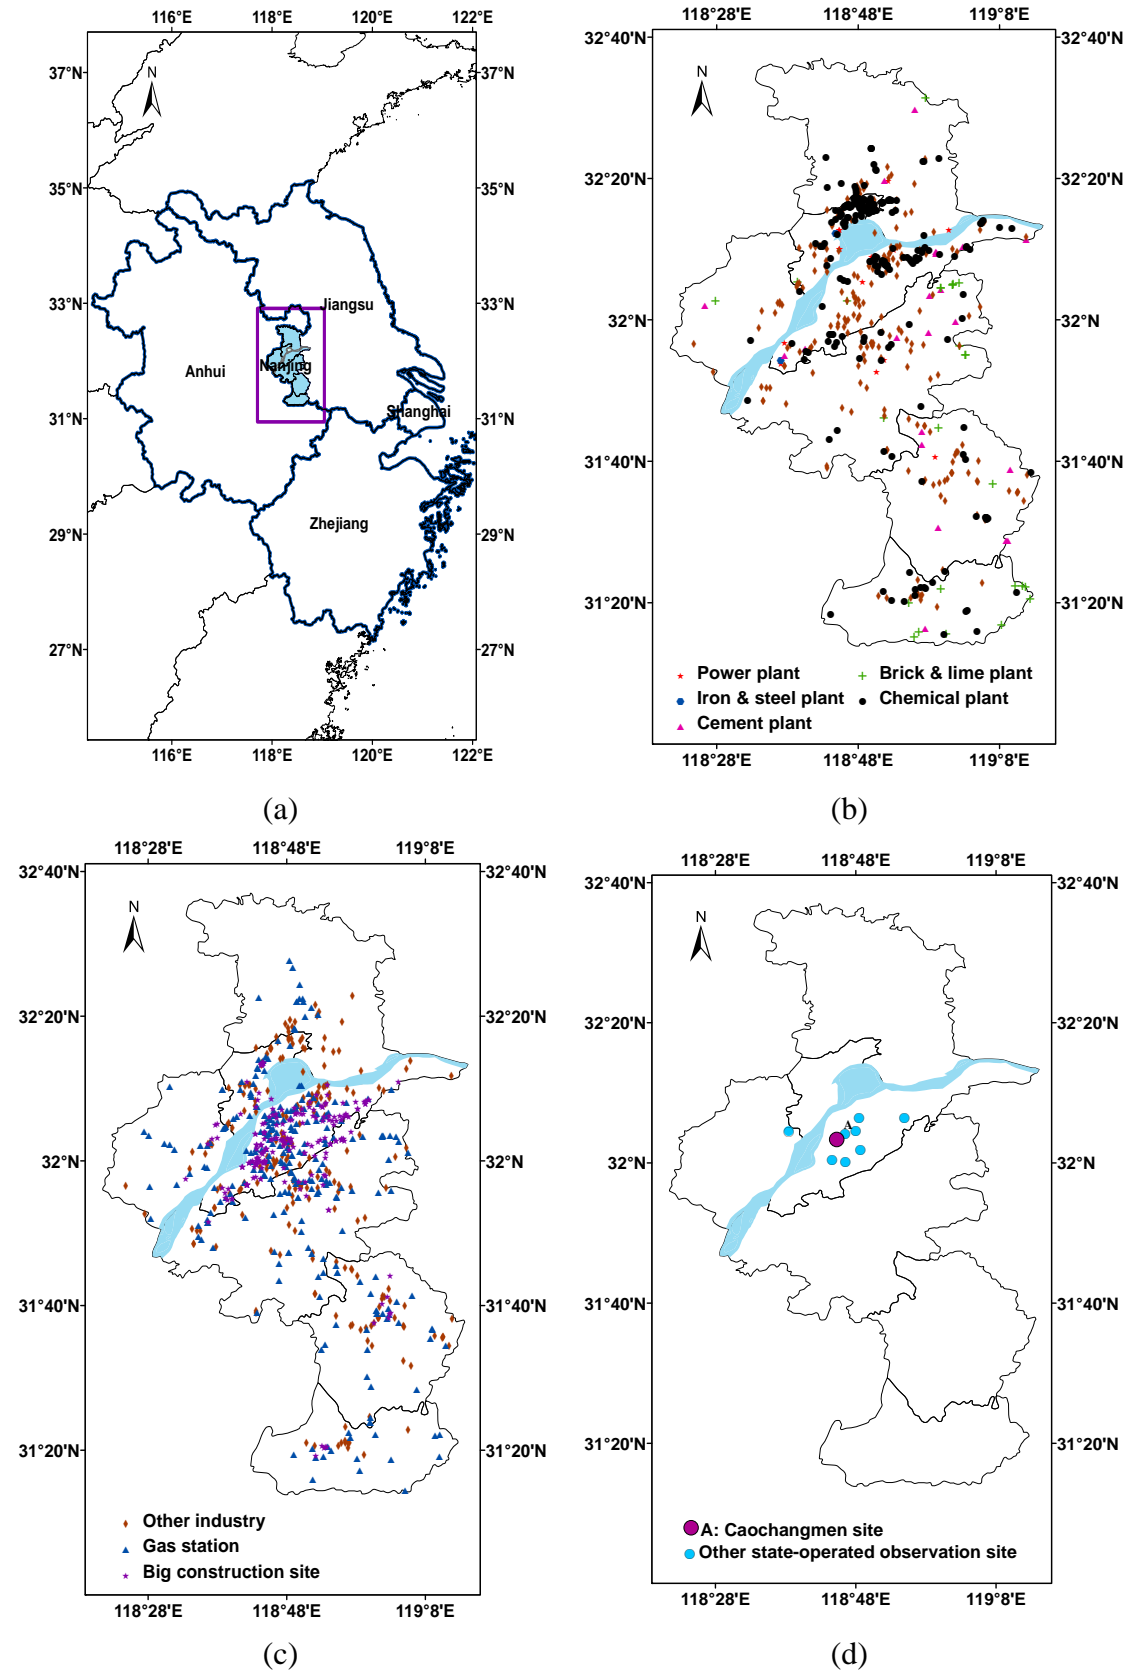 116°E 118°E 120°E 122°E
37°N 37°N
N
35°N 35°N
33°N 33°N
Jiangsu
Nanjing
Anhui
Shanghai
31°N 31°N
Zhejiang
29°N 29°N
27°N 27°N
116°E 118°E 120°E 122°E
(a)
118°28'E 118°48'E 119°8'E
32°40'N 32°40'N
N
32°20'N 32°20'N
32°N 32°N
31°40'N 31°40'N
31°20'N 31°20'N
Power plant Brick & lime plant
Iron & steel plant Chemical plant
Cement plant
118°28'E 118°48'E 119°8'E
(b)
118°28'E 118°48'E 119°8'E
32°40'N 32°40'N
N
32°20'N 32°20'N
32°N 32°N
31°40'N 31°40'N
31°20'N 31°20'N
Other industry
Gas station
Big construction site
118°28'E 118°48'E 119°8'E
(c)
118°28'E 118°48'E 119°8'E
32°40'N 32°40'N
N
32°20'N 32°20'N
A
32°N 32°N
31°40'N 31°40'N
31°20'N 31°20'N
A: Caochangmen site
Other state-operated observation site
118°28'E 118°48'E 119°8'E
(d)